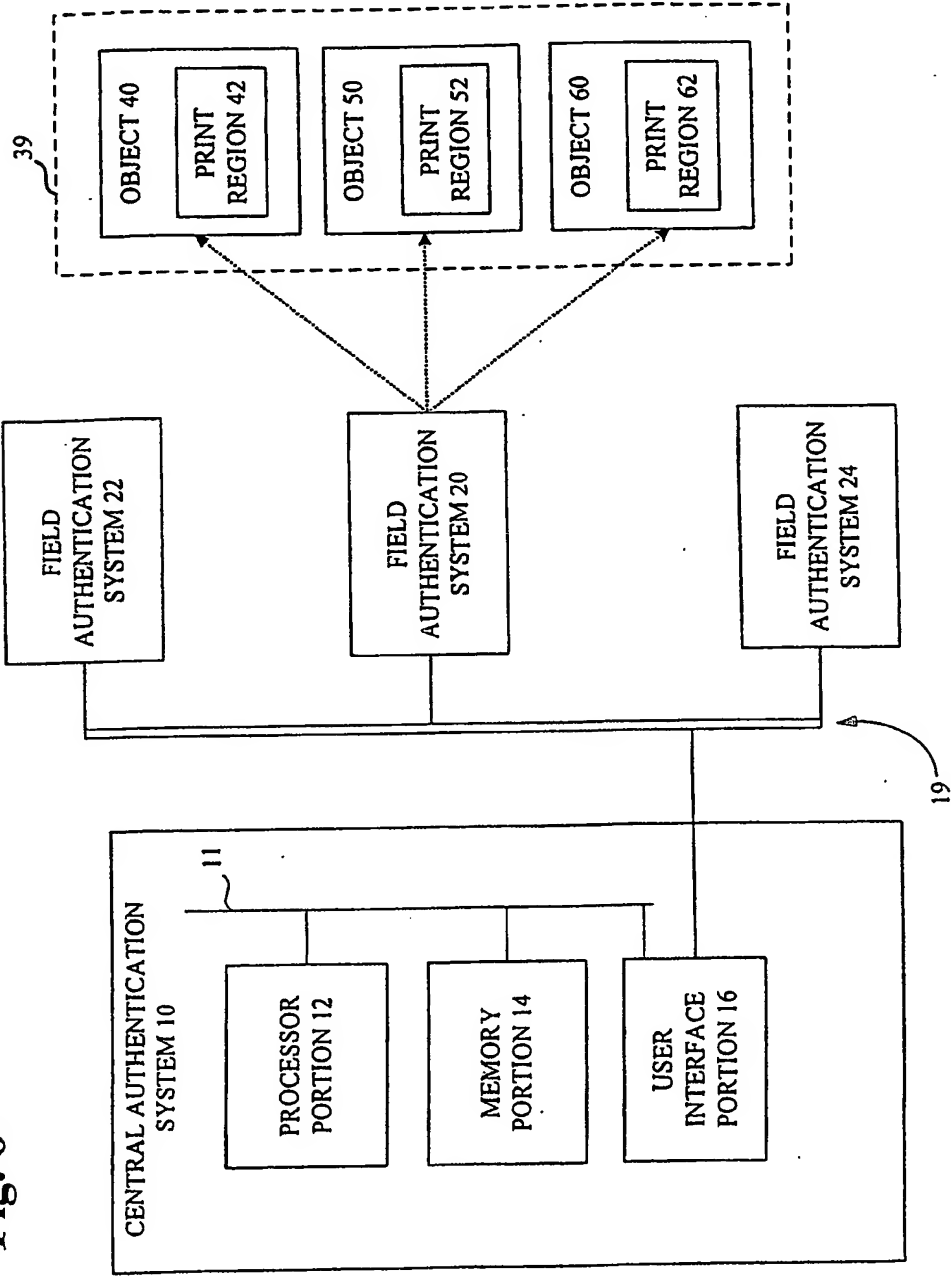 39
OBJECT 40
PRINT
REGION 42
OBJECT 50
PRINT
REGION 52
OBJECT 60
PRINT
REGION 62
FIELD
AUTHENTICATION
SYSTEM 22
FIELD
AUTHENTICATION
SYSTEM 20
FIELD
AUTHENTICATION
SYSTEM 24
19
CENTRAL AUTHENTICATION
SYSTEM 10
11
PROCESSOR
PORTION 12
MEMORY
PORTION 14
USER
INTERFACE
PORTION 16